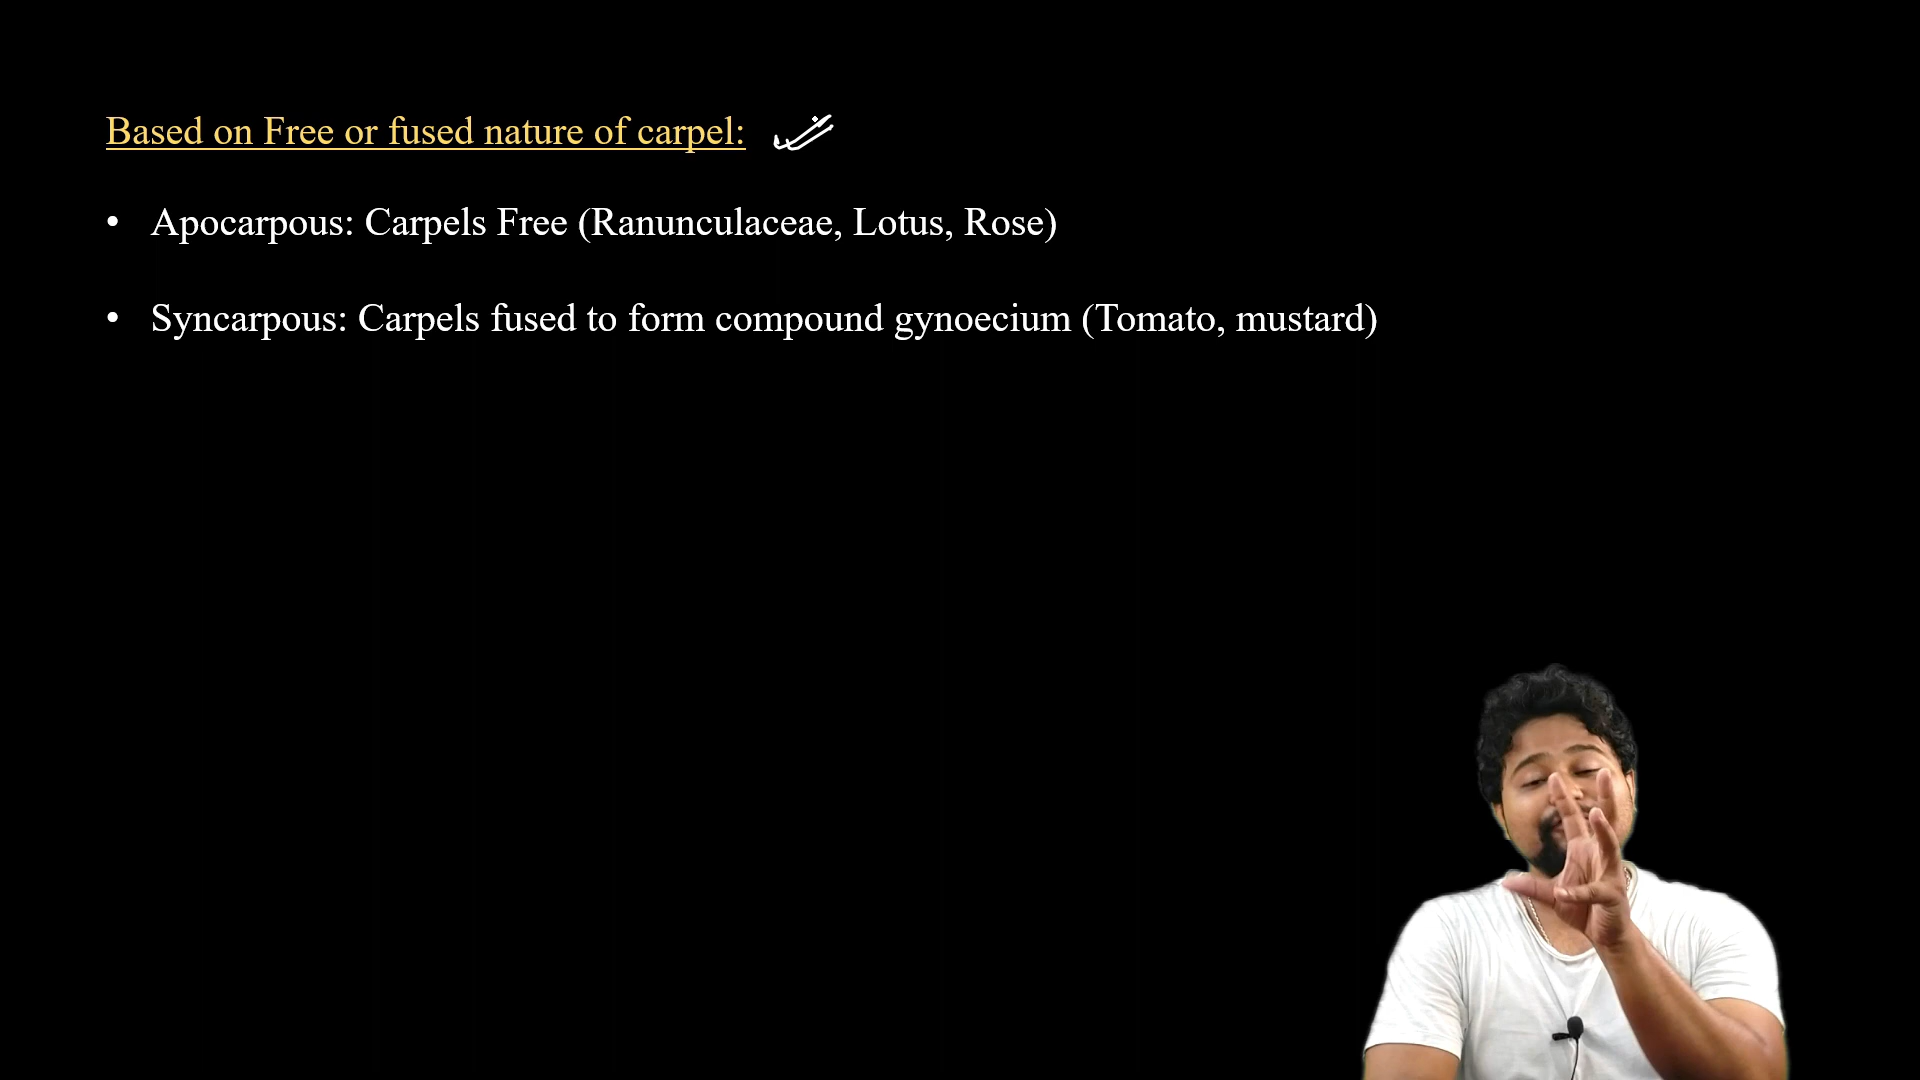 Based on Free or fused nature of carpel:
• Apocarpous: Carpels Free (Ranunculaceae, Lotus, Rose)
• Syncarpous: Carpels fused to form compound gynoecium (Tomato, mustard)